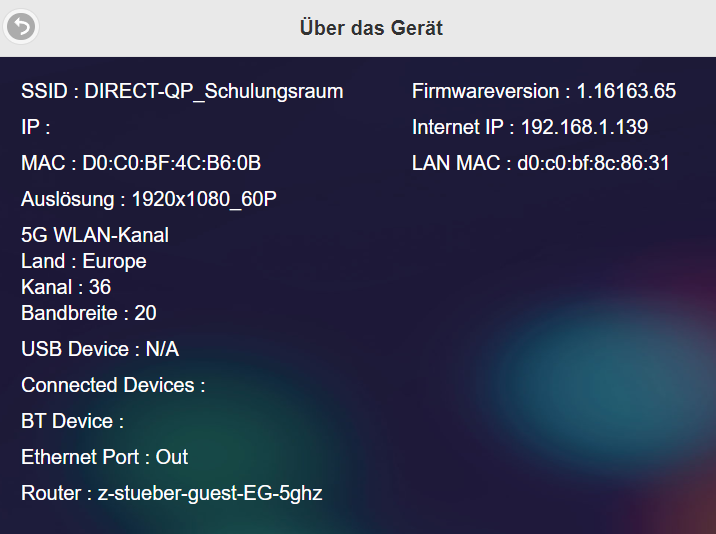 Über das Gerät
SSID : DIRECT-QP_Schulungsraum
IP :
MAC : D0:C0:BF:4C:B6:0B
Auslösung : 1920x1080_60P
5G WLAN-Kanal
Land : Europe
Kanal : 36
Bandbreite : 20
USB Device : N/A
Connected Devices :
BT Device :
Ethernet Port : Out
Router : z-stueber-guest-EG-5ghz
Firmwareversion : 1.16163.65
Internet IP : 192.168.1.139
LAN MAC : d0:c0:bf:8c:86:31